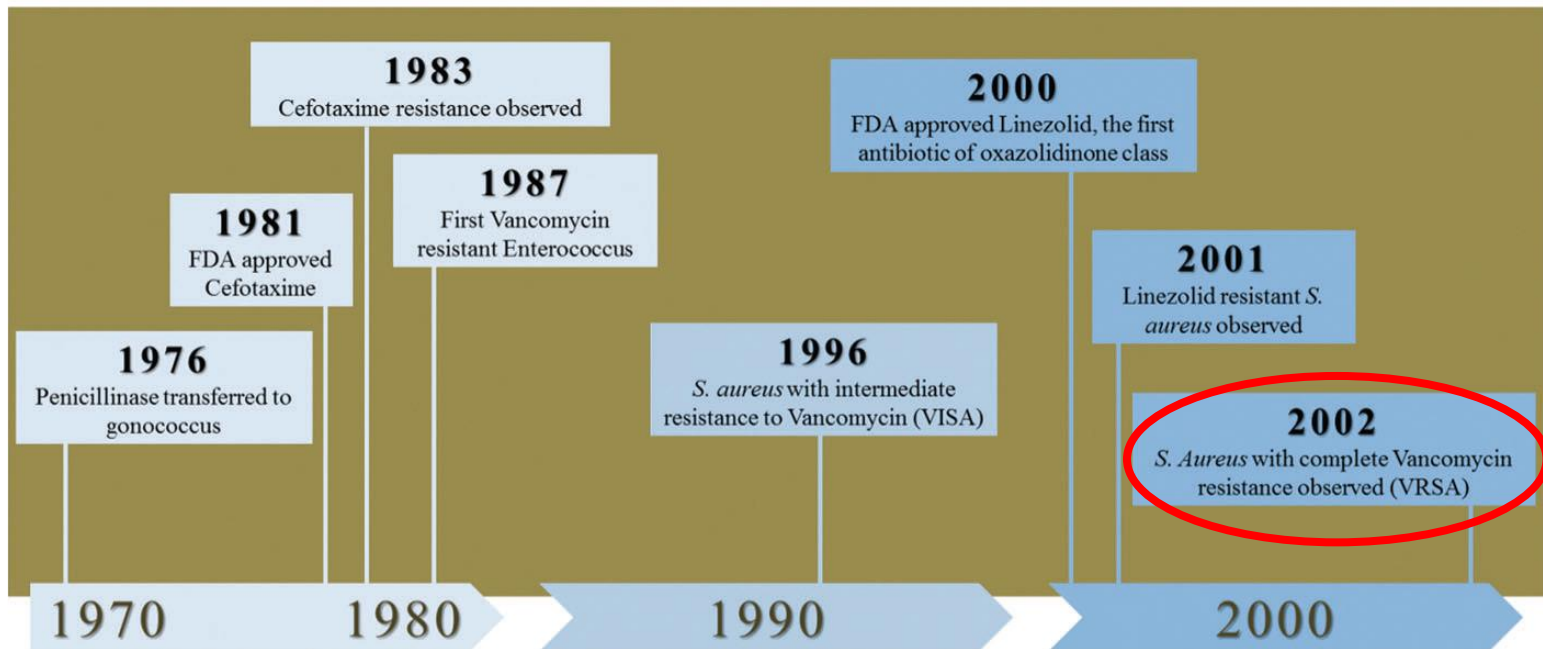 1983
Cefotaxime resistance observed
2000
FDA approved Linezolid, the first
antibiotic of oxazolidinone class
1987
First Vancomycin
resistant Enterococcus
1981
FDA approved
Cefotaxime
2001
Linezolid resistant S.
aureus observed
1976
Penicillinase transferred to
gonococcus
1996
S. aureus with intermediate
resistance to Vancomycin (VISA)
2002
S. Aureus with complete Vancomycin
resistance observed (VRSA)
1970
1980
1990
2000